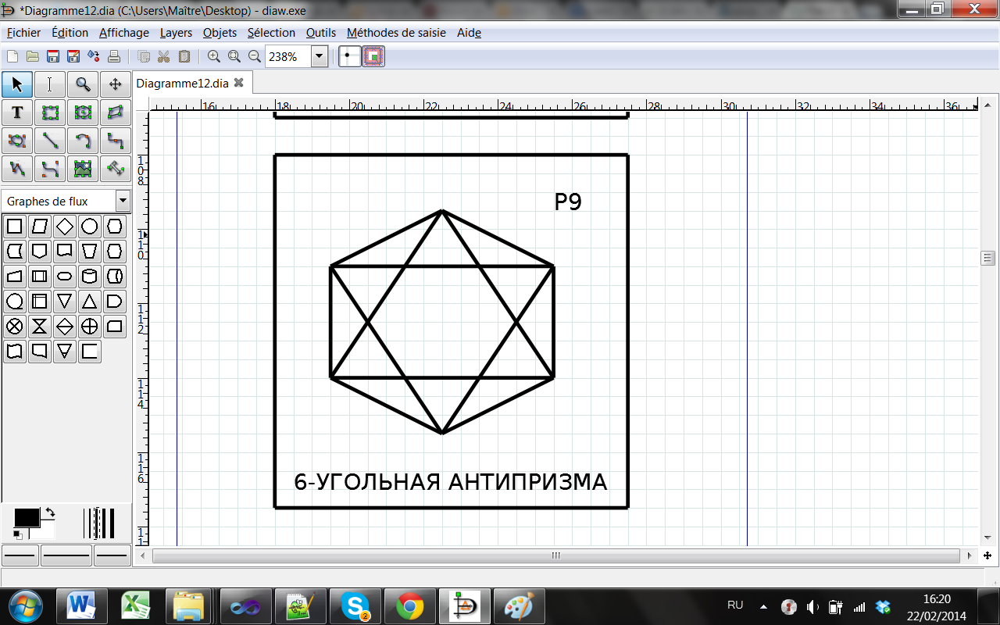 *Diagramme12.dia (C:\Users\Maître\Desktop) - diaw.exe
Fichier Édition Affichage Layers Objets Sélection Outils Méthodes de saisie Aide
238%
Diagramme12.dia
16 18 20 22 24 26 28 30 32 34 36
Graphes de flux
108
110
112
114
116
11
P9
6-УГОЛЬНАЯ АНТИПРИЗМА
RU
16:20
22/02/2014